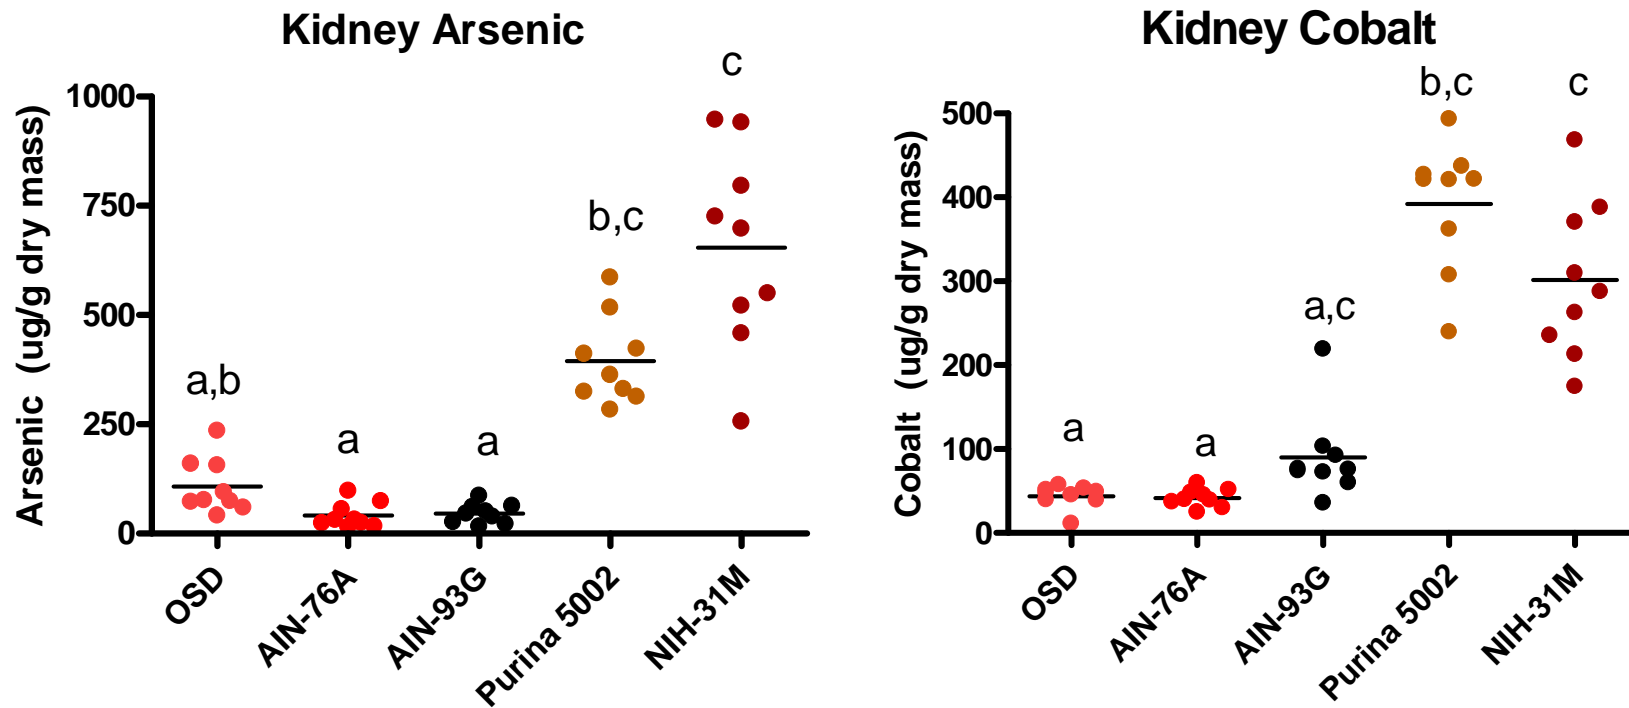 Kidney Arsenic
Arsenic (ug/g dry mass)
1000
750
500
250
0
a,b
a
a
b,c
c
OSD
AIN-76A
AIN-93G
Purina 5002
NIH-31M
Kidney Cobalt
Cobalt (ug/g dry mass)
500
400
300
200
100
0
a
a
a,c
b,c
c
OSD
AIN-76A
AIN-93G
Purina 5002
NIH-31M